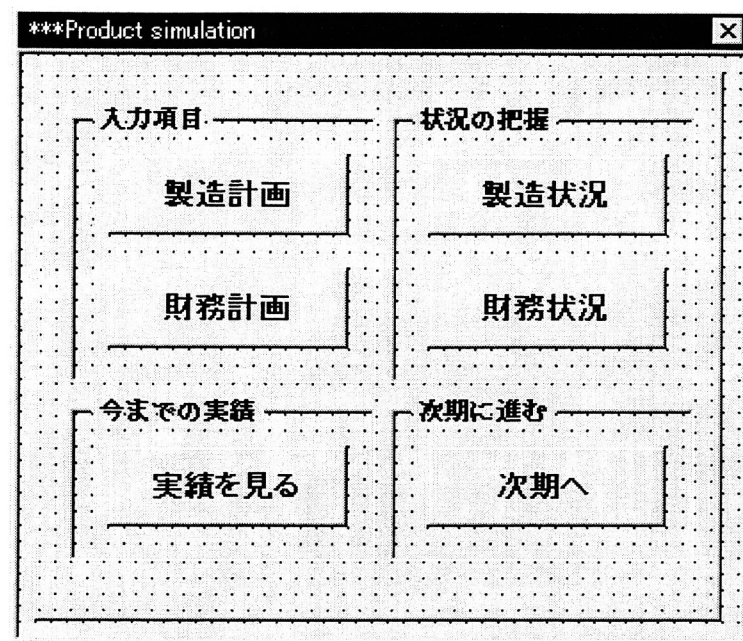 ***Product simulation
入力項目
製造計画
財務計画
状況の把握
製造状況
財務状況
今までの実績
実績を見る
次期に進む
次期へ